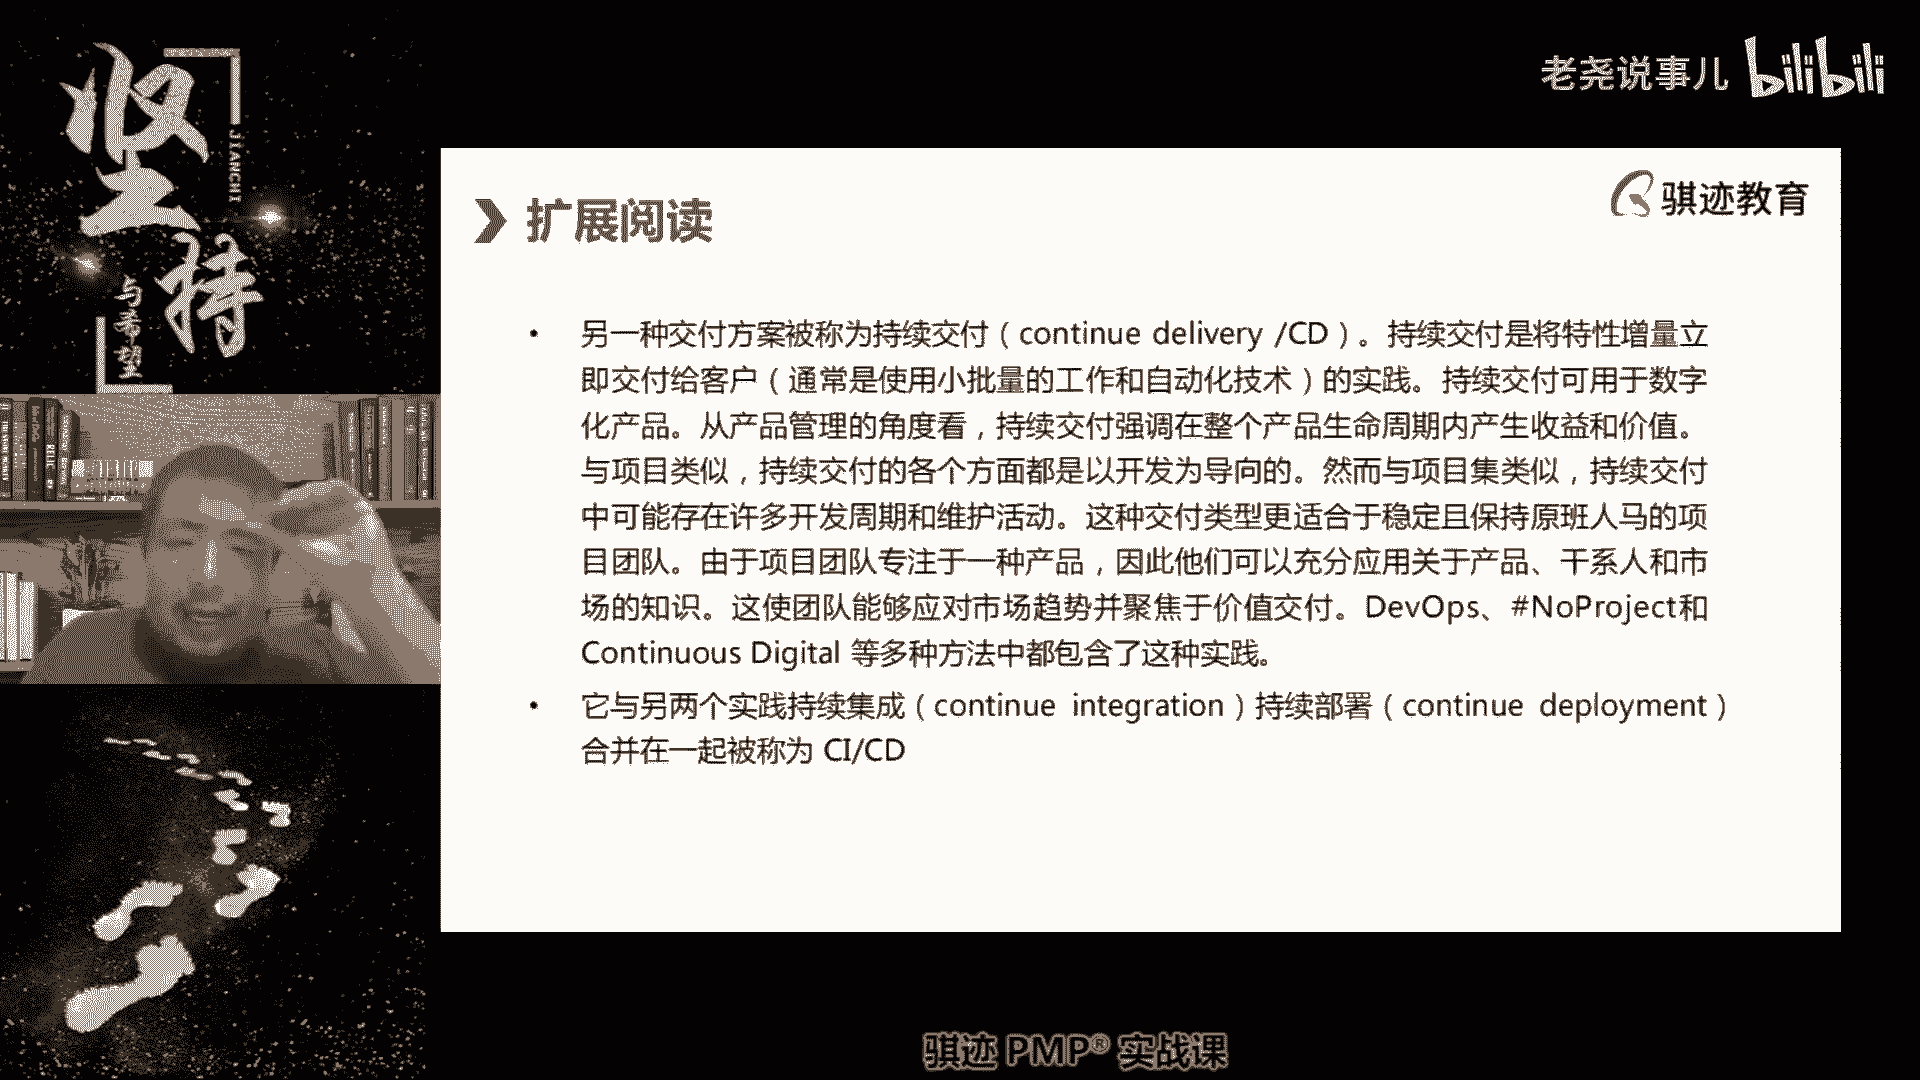 坚持
JIANCHI
与希望
老尧说事儿 bilibili
骐迹教育
扩展阅读
• 另一种交付方案被称为持续交付（continue delivery /CD）。持续交付是将特性增量立
即交付给客户（通常是使用小批量的工作和自动化技术）的实践。持续交付可用于数字
化产品。从产品管理的角度看，持续交付强调在整个产品生命周期内产生收益和价值。
与项目类似，持续交付的各个方面都是以开发为导向的。然而与项目集类似，持续交付
中可能存在许多开发周期和维护活动。这种交付类型更适合于稳定且保持原班人马的项
目团队。由于项目团队专注于一种产品，因此他们可以充分应用关于产品、干系人和市
场的知识。这使团队能够应对市场趋势并聚焦于价值交付。DevOps、#NoProject和
Continuous Digital 等多种方法中都包含了这种实践。
• 它与另两个实践持续集成（continue integration）持续部署（continue deployment）
合并在一起被称为 CI/CD
骐迹 PMP® 实战课